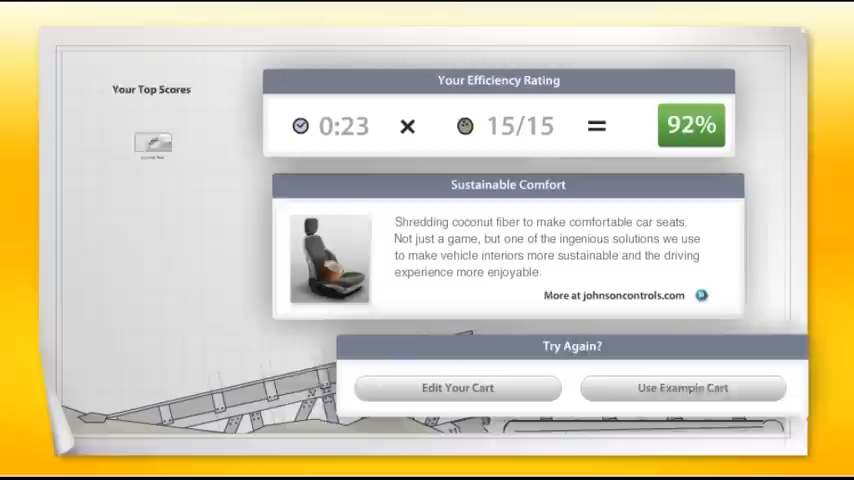 Your Top Scores
Your Efficiency Rating
0:23 × 15/15 = 92%
Sustainable Comfort
Shredding coconut fiber to make comfortable car seats.
Not just a game, but one of the ingenious solutions we use
to make vehicle interiors more sustainable and the driving
experience more enjoyable.
More at johnsoncontrols.com
Try Again?
Edit Your Cart
Use Example Cart